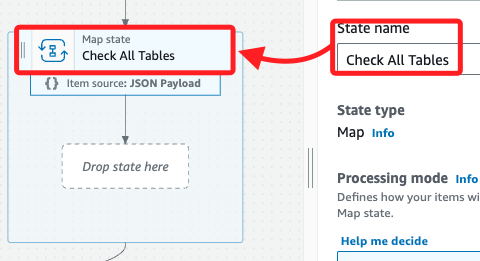 Map state
Check All Tables
{} Item source: JSON Payload
Drop state here
State name
Check All Tables
State type
Map Info
Processing mode Info
Defines how your items wi
Map state.
Help me decide